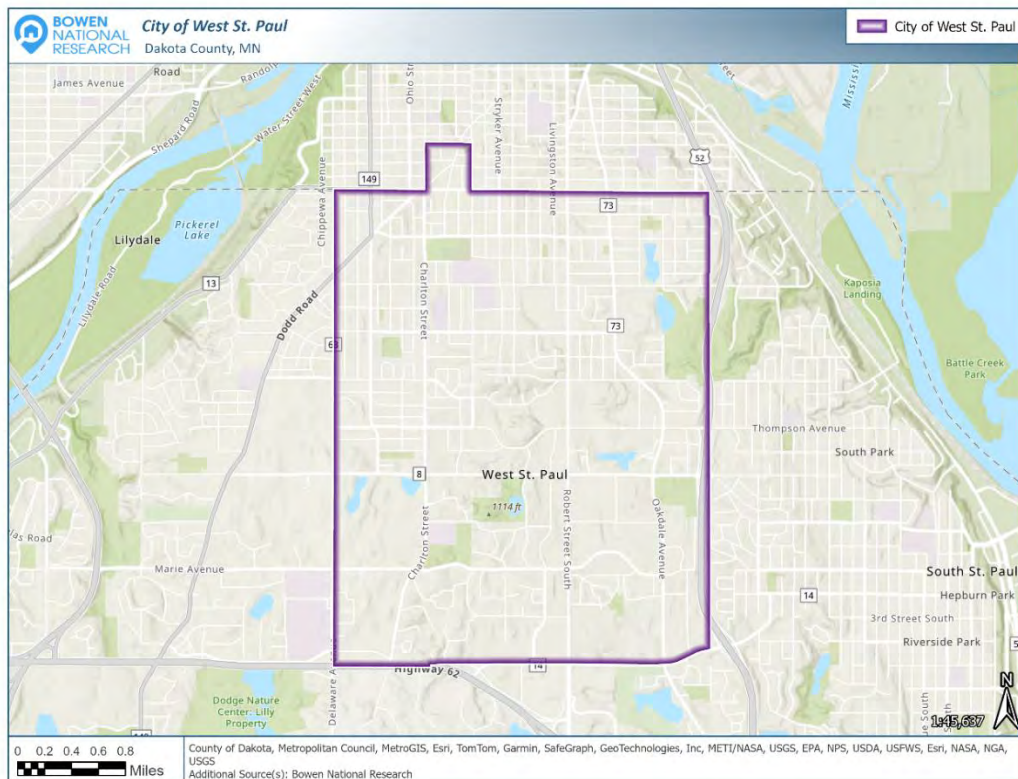 BOWEN
NATIONAL
RESEARCH
City of West St. Paul
Dakota County, MN
City of West St. Paul
James Avenue
Road
Shepard Road
Water Street West
Ohio
Stryker Avenue
Livingston Avenue
52
149
73
Chippewa Avenue
Pickerel
Lake
Lilydale
Lilydale Road
13
Dodd Road
Charlton Street
73
Kaposia
Landing
Battle Creek
Park
Thompson Avenue
South Park
8
West St. Paul
1114 ft
Charlton Street
Robert Street South
Oakdale Avenue
Marie Avenue
South St. Paul
Hepburn Park
14
3rd Street South
Riverside Park
Highway 62
14
Dodge Nature
Center: Lilly
Property
N
1:45,637
0 0.2 0.4 0.6 0.8
Miles
County of Dakota, Metropolitan Council, MetroGIS, Esri, TomTom, Garmin, SafeGraph, GeoTechnologies, Inc, METI/NASA, USGS, EPA, NPS, USDA, USFWS, Esri, NASA, NGA,
USGS
Additional Source(s): Bowen National Research